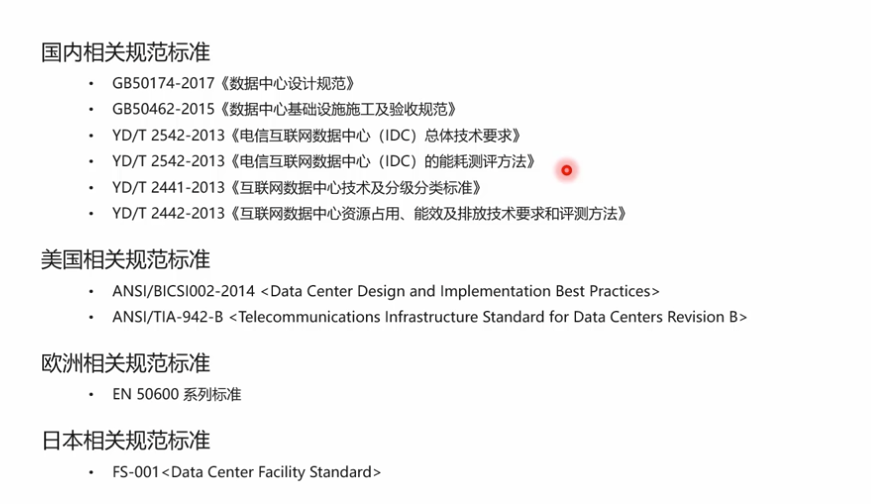 国内相关规范标准
• GB50174-2017《数据中心设计规范》
• GB50462-2015《数据中心基础设施施工及验收规范》
• YD/T 2542-2013《电信互联网数据中心（IDC）总体技术要求》
• YD/T 2542-2013《电信互联网数据中心（IDC）的能耗测评方法》
• YD/T 2441-2013《互联网数据中心技术及分级分类标准》
• YD/T 2442-2013《互联网数据中心资源占用、能效及排放技术要求和评测方法》
美国相关规范标准
• ANSI/BICSI002-2014 <Data Center Design and Implementation Best Practices>
• ANSI/TIA-942-B <Telecommunications Infrastructure Standard for Data Centers Revision B>
欧洲相关规范标准
• EN 50600 系列标准
日本相关规范标准
• FS-001<Data Center Facility Standard>